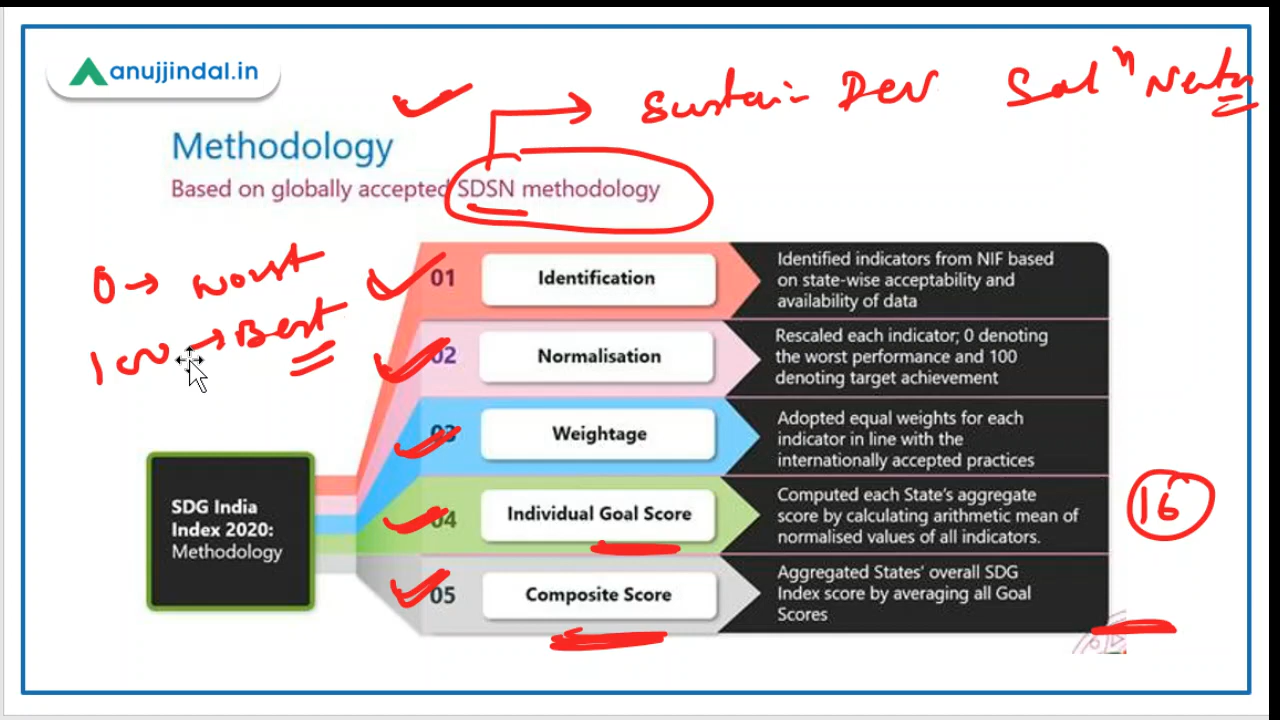 anujjindal.in
Sustai- Dev Solⁿ Netw
Methodology
Based on globally accepted SDSN methodology
0 → worst
100 → Best
01
Identification
Identified indicators from NIF based
on state-wise acceptability and
availability of data
02
Normalisation
Rescaled each indicator; 0 denoting
the worst performance and 100
denoting target achievement
03
Weightage
Adopted equal weights for each
indicator in line with the
internationally accepted practices
04
Individual Goal Score
Computed each State's aggregate
score by calculating arithmetic mean of
normalised values of all indicators.
16
05
Composite Score
Aggregated States' overall SDG
Index score by averaging all Goal
Scores
SDG India
Index 2020:
Methodology